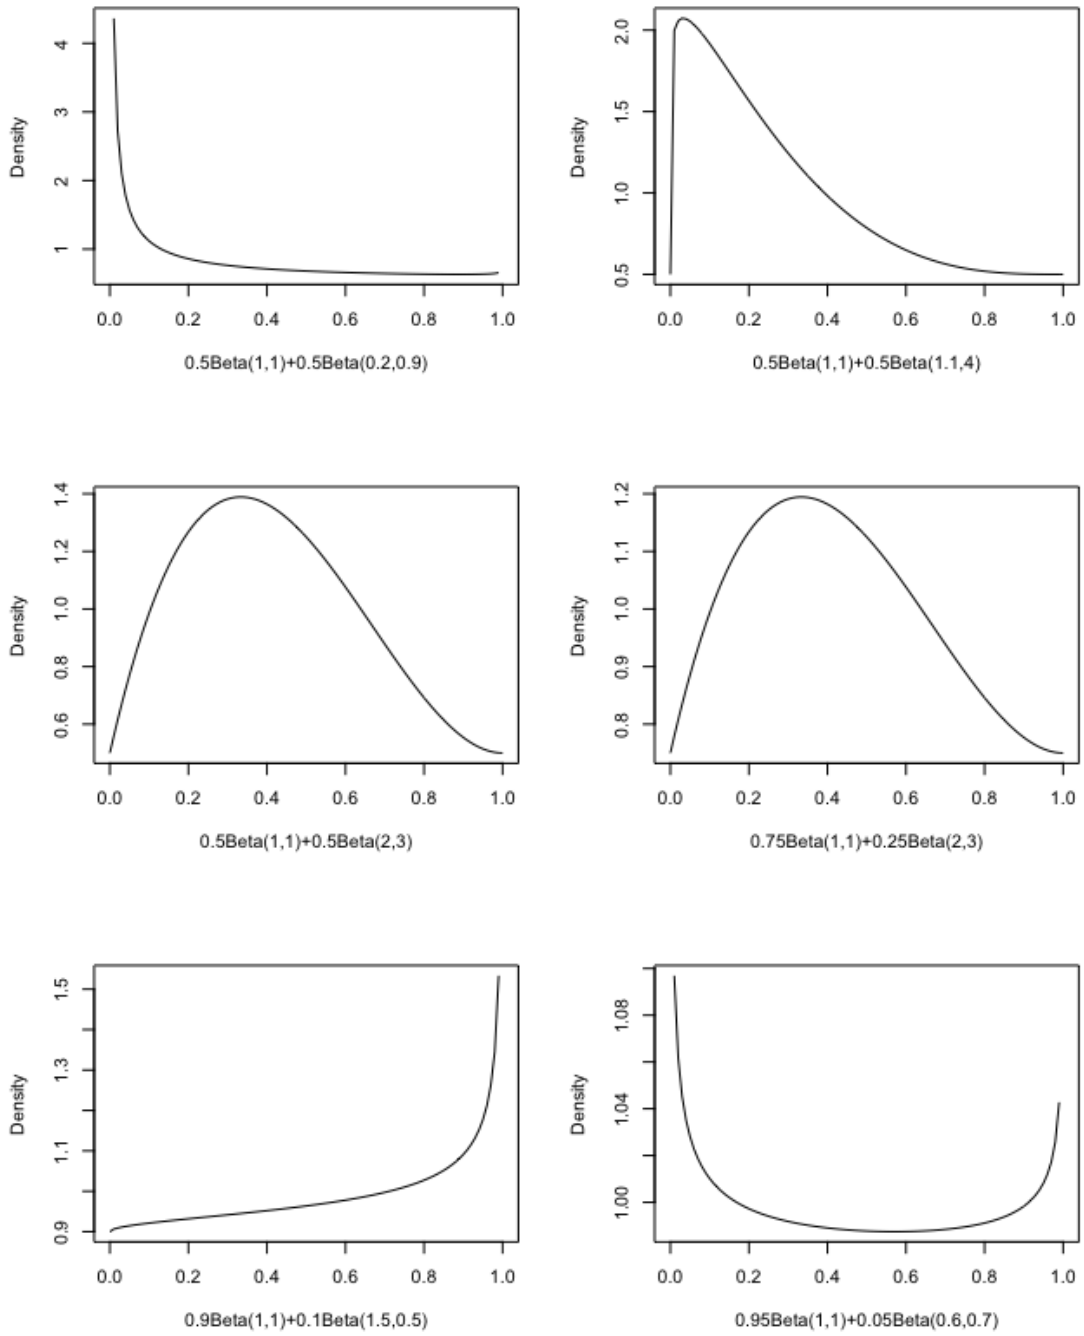 Density
4
3
2
1
0.0 0.2 0.4 0.6 0.8 1.0
0.5Beta(1,1)+0.5Beta(0.2,0.9)
Density
2.0
1.5
1.0
0.5
0.0 0.2 0.4 0.6 0.8 1.0
0.5Beta(1,1)+0.5Beta(1.1,4)
Density
1.4
1.2
1.0
0.8
0.6
0.0 0.2 0.4 0.6 0.8 1.0
0.5Beta(1,1)+0.5Beta(2,3)
Density
1.2
1.1
1.0
0.9
0.8
0.0 0.2 0.4 0.6 0.8 1.0
0.75Beta(1,1)+0.25Beta(2,3)
Density
1.5
1.3
1.1
0.9
0.0 0.2 0.4 0.6 0.8 1.0
0.9Beta(1,1)+0.1Beta(1.5,0.5)
Density
1.08
1.04
1.00
0.0 0.2 0.4 0.6 0.8 1.0
0.95Beta(1,1)+0.05Beta(0.6,0.7)